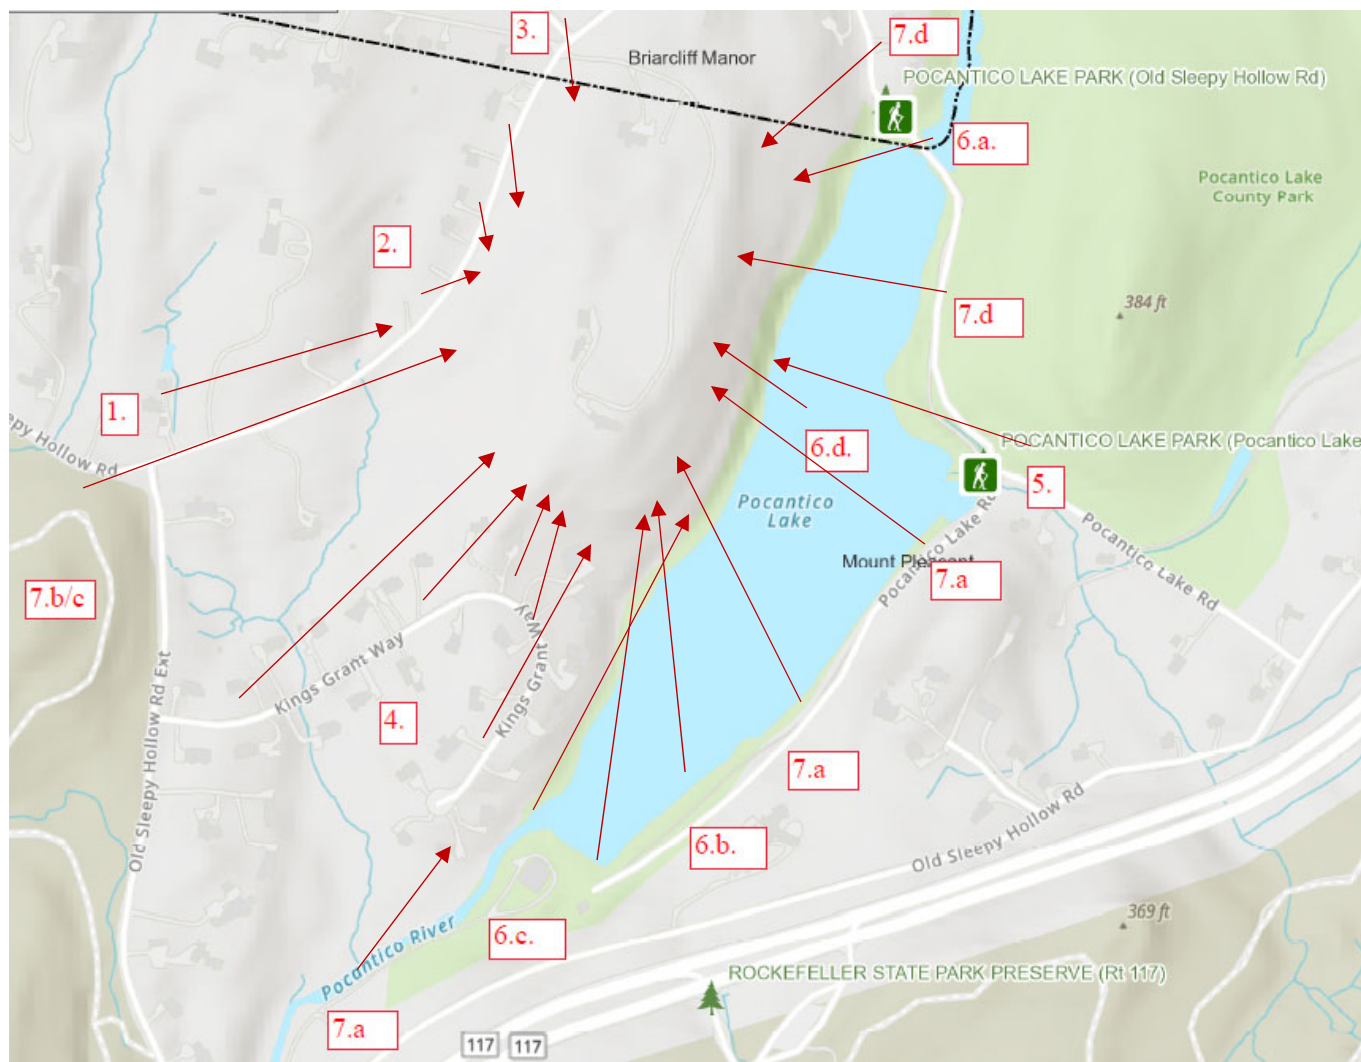 3.
7.d
Briarcliff Manor
POCANTICO LAKE PARK (Old Sleepy Hollow Rd)
6.a.
Pocantico Lake
County Park
2.
384 ft
7.d
1.
eepy Hollow Rd
POCANTICO LAKE PARK (Pocantico Lake
6.d.
5.
Pocantico
Lake
Pocantico Lake Rd
Pocantico Lake Rd
Mount Pleasant
7.a
7.b/c
Kings Grant Way
Kings Grant Way
4.
Old Sleepy Hollow Rd Ext
7.a
6.b.
Old Sleepy Hollow Rd
369 ft
6.c.
Pocantico River
ROCKEFELLER STATE PARK PRESERVE (Rt 117)
7.a
117
117